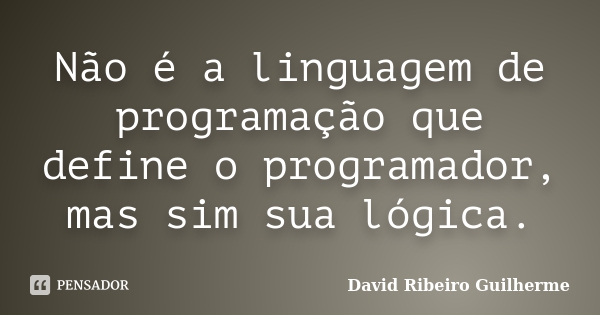 Não é a linguagem de
programação que
define o programador,
mas sim sua lógica.
PENSADOR
David Ribeiro Guilherme